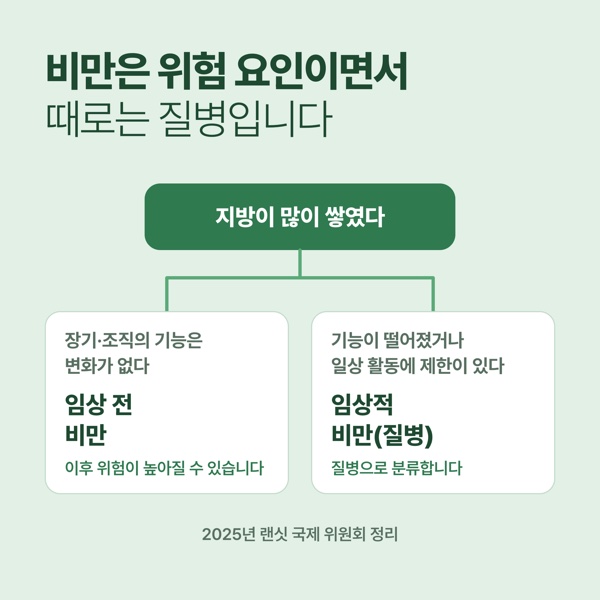 비만은 위험 요인이면서
때로는 질병입니다
지방이 많이 쌓였다
장기·조직의 기능은
변화가 없다
임상 전
비만
이후 위험이 높아질 수 있습니다
기능이 떨어졌거나
일상 활동에 제한이 있다
임상적
비만(질병)
질병으로 분류합니다
2025년 랜싯 국제 위원회 정리